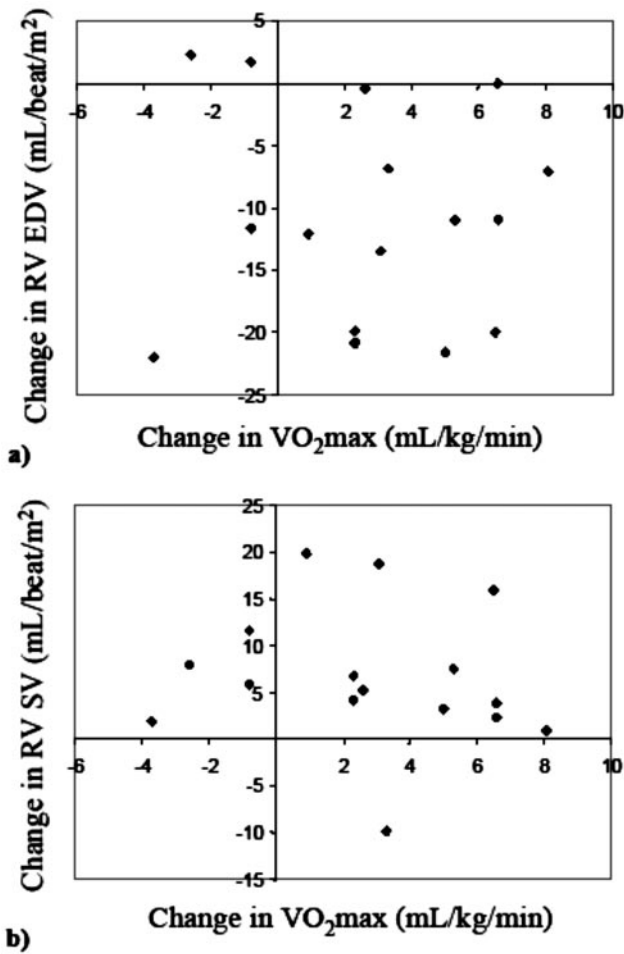 Change in RV EDV (mL/beat/m²)
5
-6 -4 -2 2 4 6 8 10
-5
-10
-15
-20
-25
Change in VO₂max (mL/kg/min)
a)
Change in RV SV (mL/beat/m²)
25
20
15
10
5
-6 -4 -2 2 4 6 8 10
-5
-10
-15
Change in VO₂max (mL/kg/min)
b)